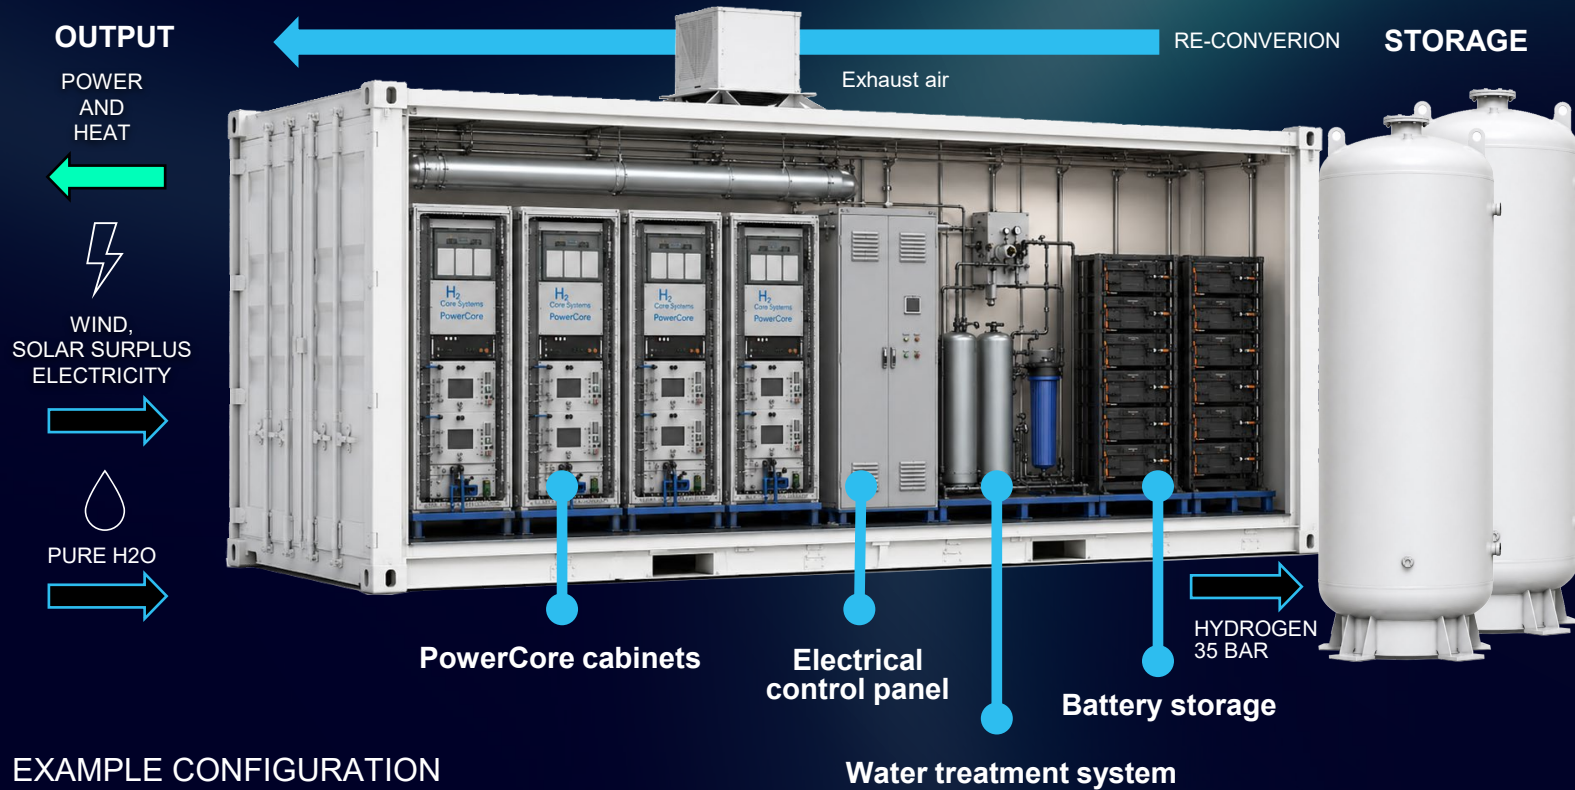 OUTPUT
RE-CONVERION
STORAGE
POWER
AND
HEAT
Exhaust air
WIND,
SOLAR SURPLUS
ELECTRICITY
PURE H2O
H2
Core Systems
PowerCore
H2
Core Systems
PowerCore
H2
Core Systems
PowerCore
H2
Core Systems
PowerCore
HYDROGEN
35 BAR
PowerCore cabinets
Electrical
control panel
Battery storage
Water treatment system
EXAMPLE CONFIGURATION